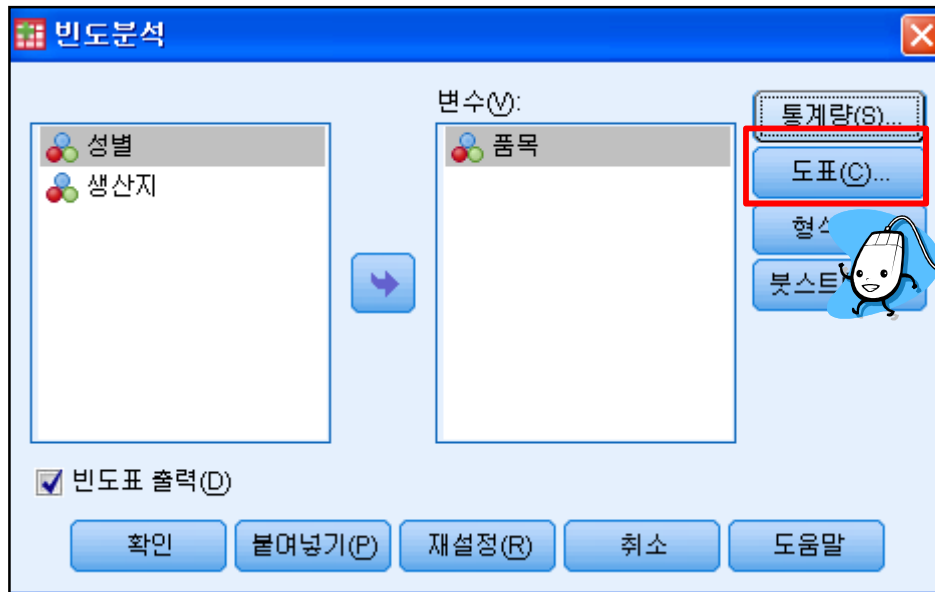 빈도분석
변수(V):
성별
생산지
품목
통계량(S)...
도표(C)...
빈도표 출력(D)
확인
붙여넣기(P)
재설정(R)
취소
도움말